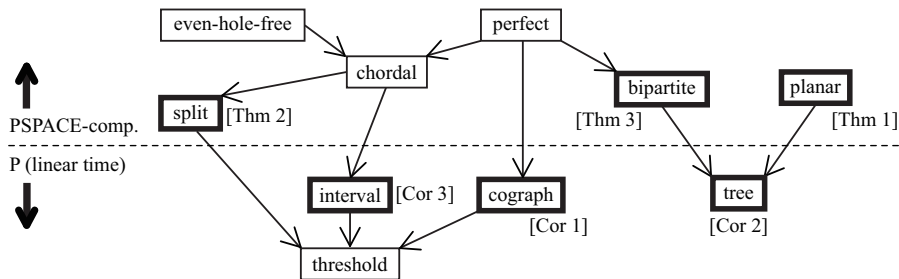 even-hole-free
perfect
chordal
bipartite
planar
split
[Thm 2]
[Thm 3]
[Thm 1]
PSPACE-comp.
P (linear time)
interval
[Cor 3]
cograph
tree
[Cor 1]
[Cor 2]
threshold